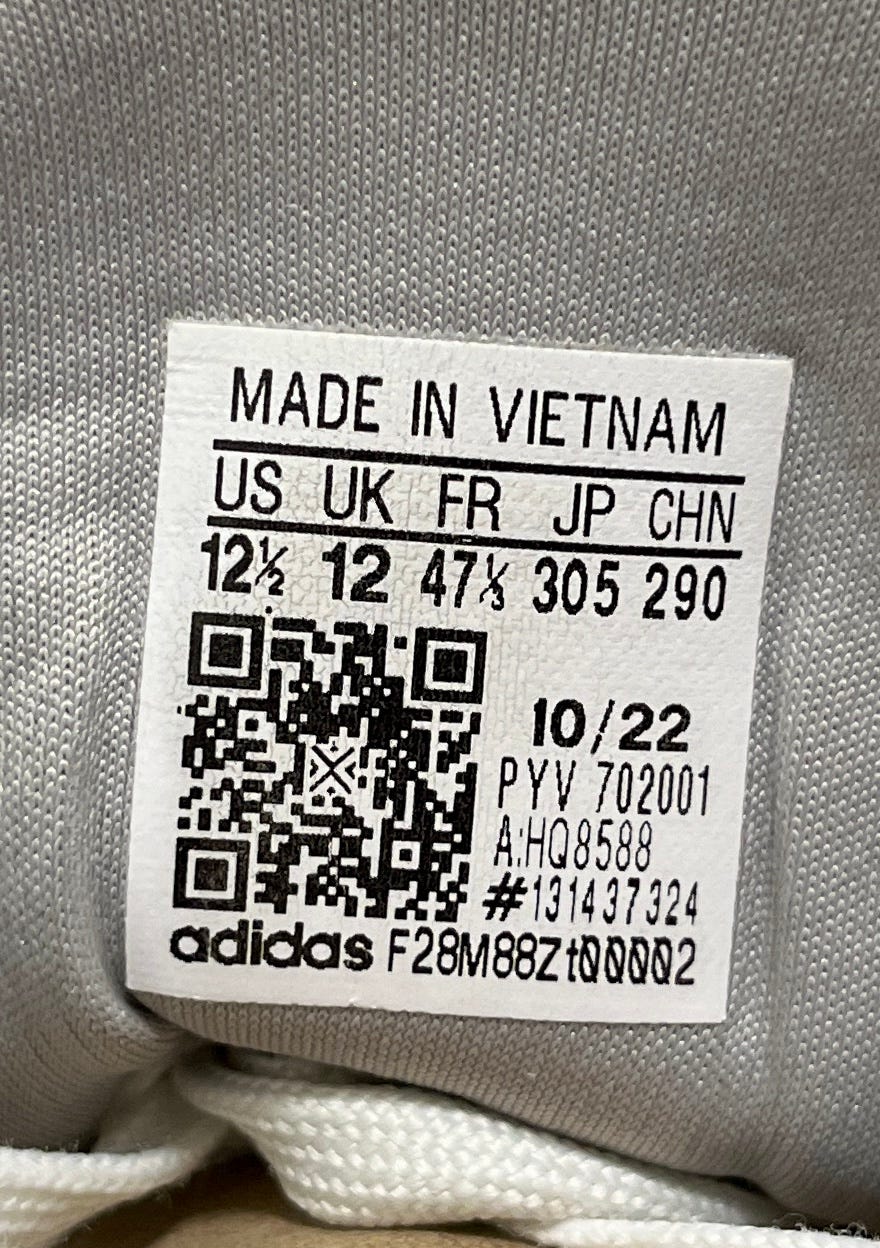 MADE IN VIETNAM
US UK FR JP CHN
12½ 12 47⅓ 305 290
10/22
PYV 702001
A:HQ8588
#131437324
adidas F28M88Zt00002